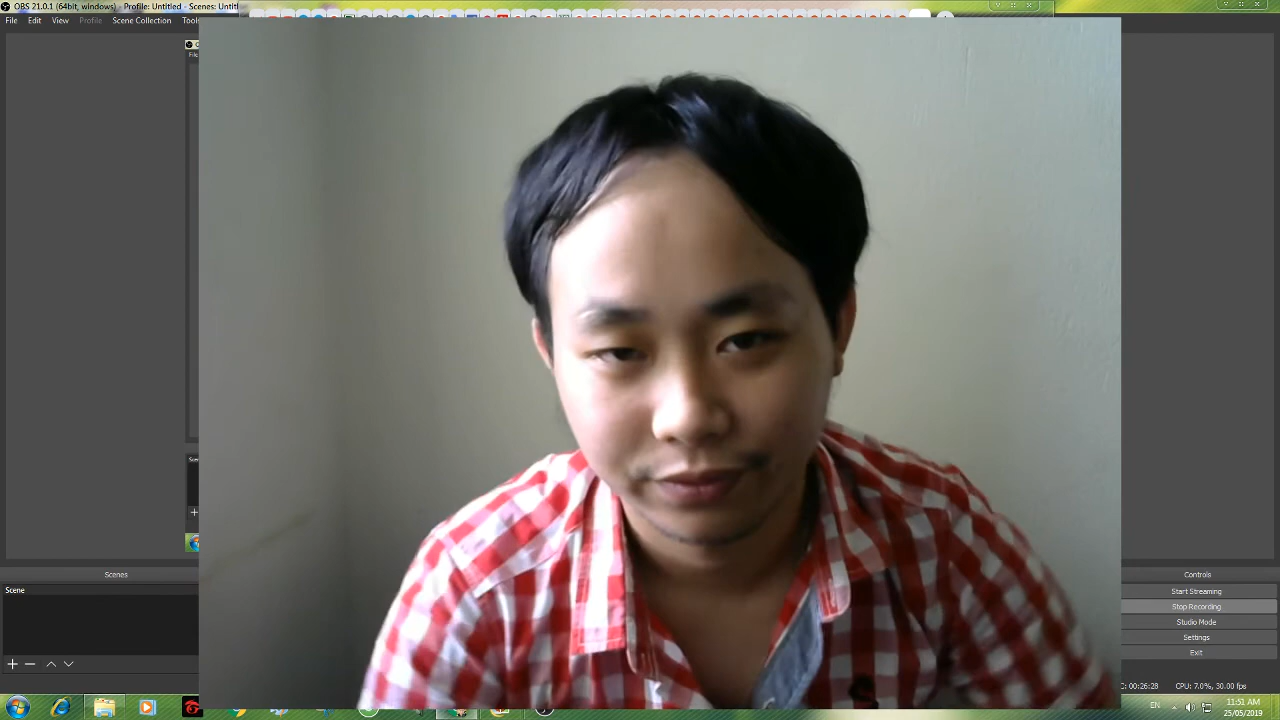 OBS 21.0.1 (64bit, windows) - Profile: Untitled - Scenes: Untitl
File Edit View Profile Scene Collection Tools
File
Scenes
Scene
Controls
Start Streaming
Stop Recording
Studio Mode
Settings
Exit
C: 00:26:28 CPU: 7.0%, 30.00 fps
EN
11:51 AM
25/05/2019